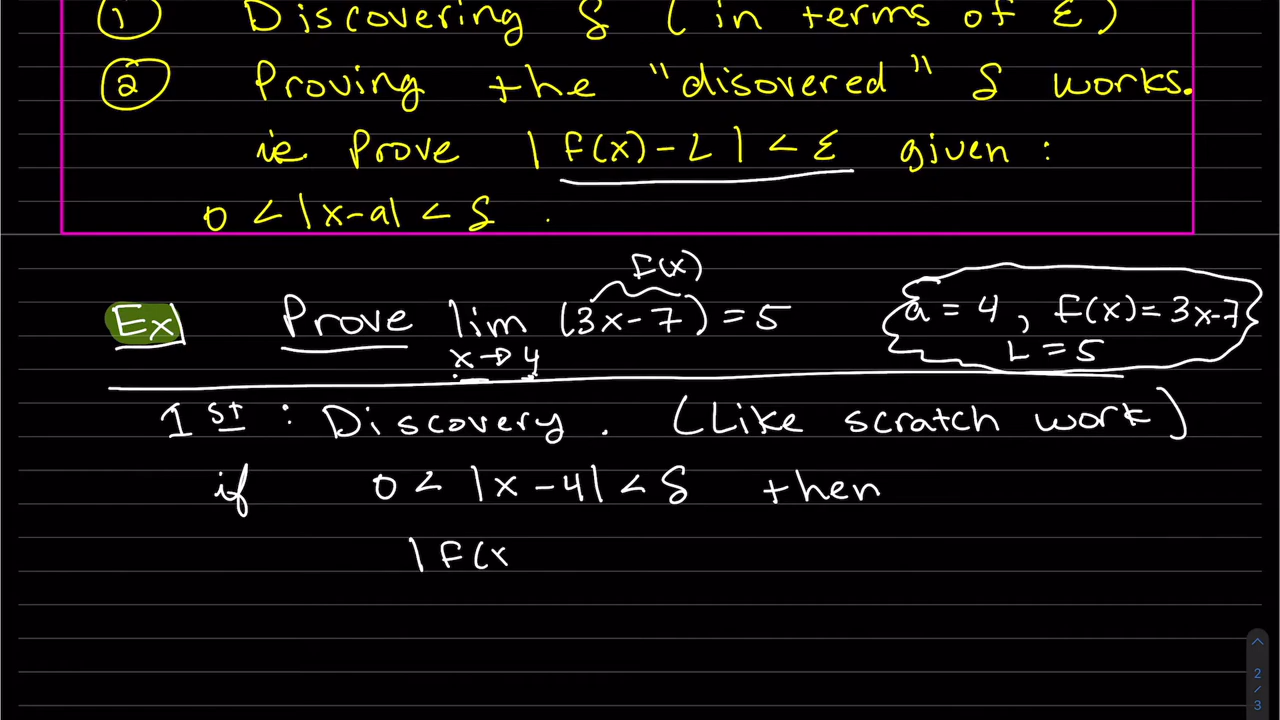 ① Discovering δ (in terms of ε)
② Proving the "disovered" δ works.
ie Prove |f(x)-L| < ε given :
0 < |x-a| < δ .
f(x)
Ex Prove lim (3x-7) = 5
x→4
a = 4 , f(x)=3x-7
L = 5
1st : Discovery . (Like scratch work)
if 0 < |x-4| < δ then
|f(x
2
/
3